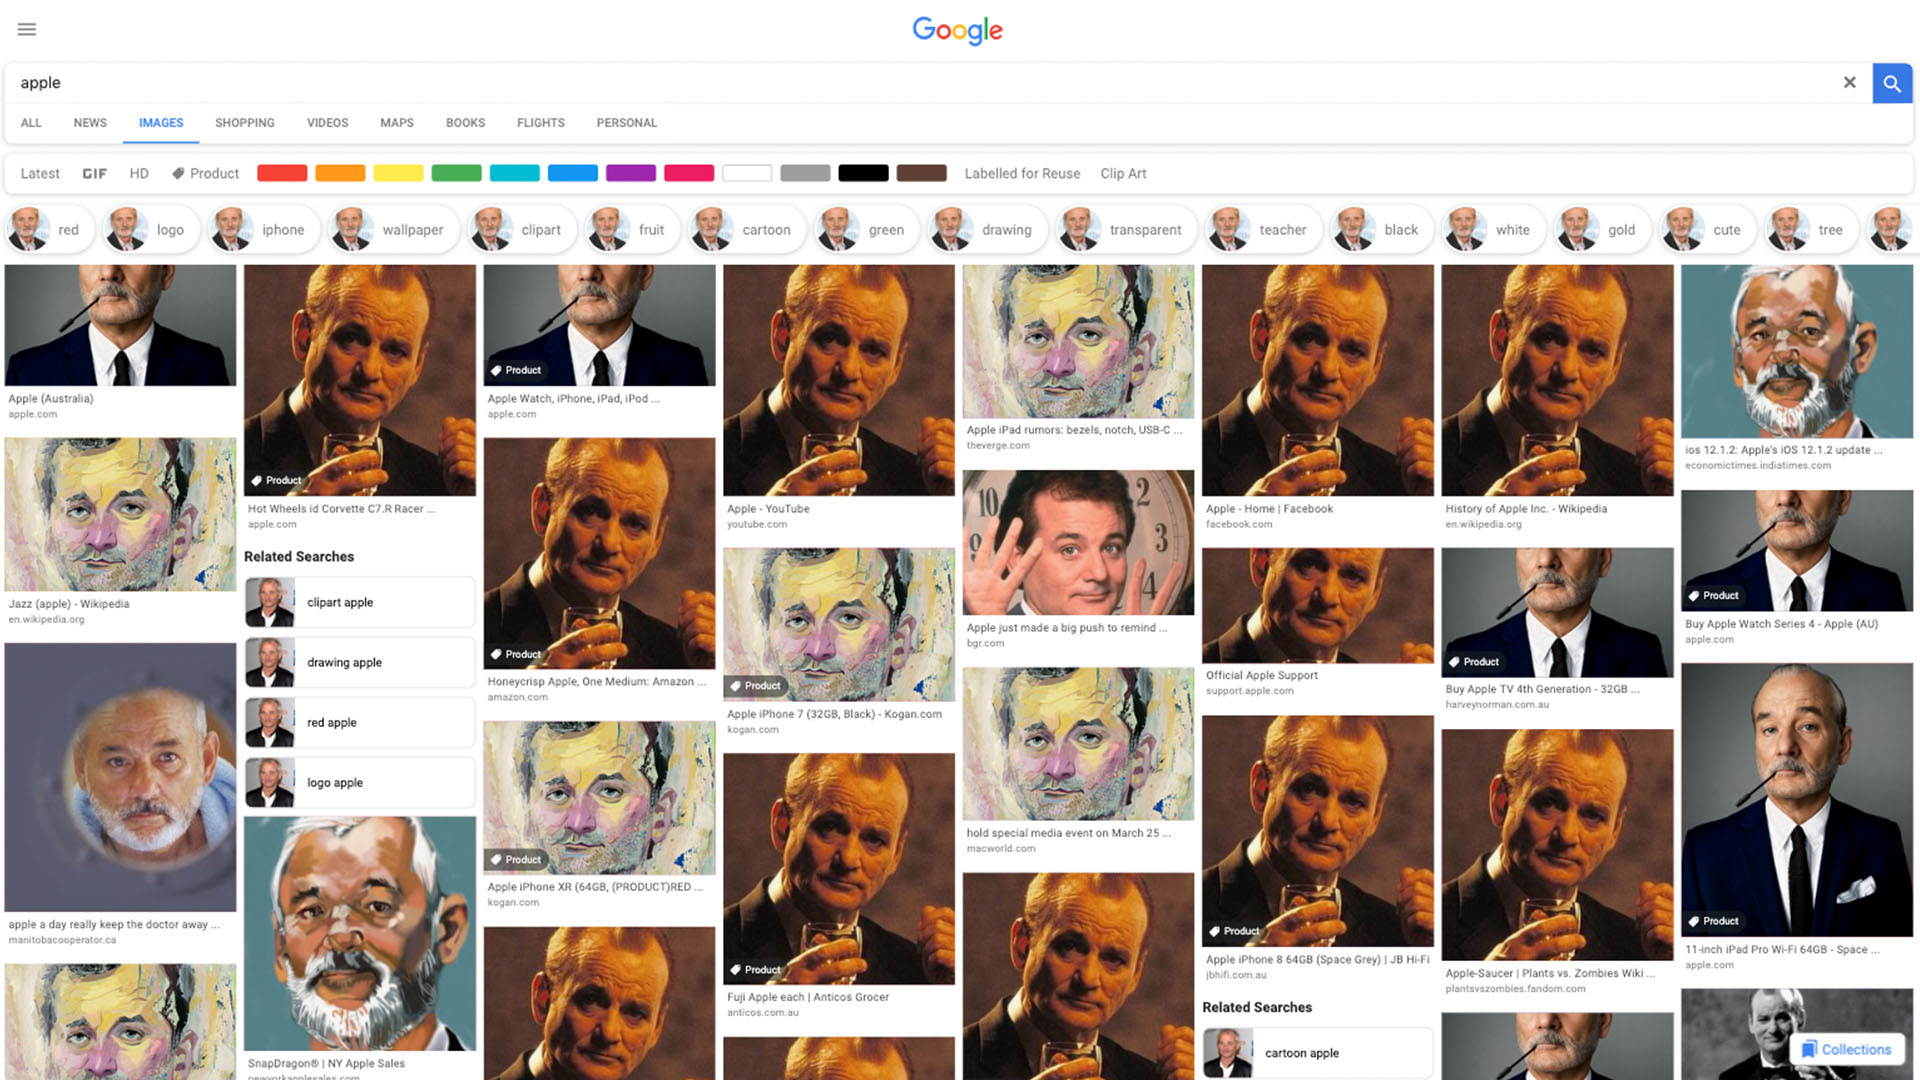 Google
apple
ALL NEWS IMAGES SHOPPING VIDEOS MAPS BOOKS FLIGHTS PERSONAL
Latest GIF HD Product Labelled for Reuse Clip Art
red logo iphone wallpaper clipart fruit cartoon green drawing transparent teacher black white gold cute tree
Apple (Australia)
apple.com
Jazz (apple) - Wikipedia
en.wikipedia.org
apple a day really keep the doctor away ...
manitobacooperator.ca
Product
Hot Wheels id Corvette C7.R Racer ...
apple.com
Related Searches
clipart apple
drawing apple
red apple
logo apple
SnapDragon® | NY Apple Sales
newyorkapplesales.com
Product
Apple Watch, iPhone, iPad, iPod ...
apple.com
Product
Honeycrisp Apple, One Medium: Amazon ...
amazon.com
Product
Apple iPhone XR (64GB, (PRODUCT)RED ...
kogan.com
Apple - YouTube
youtube.com
Product
Apple iPhone 7 (32GB, Black) - Kogan.com
kogan.com
Product
Fuji Apple each | Anticos Grocer
anticos.com.au
Apple iPad rumors: bezels, notch, USB-C ...
theverge.com
10 2
3
4
Apple just made a big push to remind ...
bgr.com
hold special media event on March 25 ...
macworld.com
Apple - Home | Facebook
facebook.com
Official Apple Support
support.apple.com
Product
Apple iPhone 8 64GB (Space Grey) | JB Hi-Fi
jbhifi.com.au
Related Searches
cartoon apple
History of Apple Inc. - Wikipedia
en.wikipedia.org
Product
Buy Apple TV 4th Generation - 32GB ...
harveynorman.com.au
Apple-Saucer | Plants vs. Zombies Wiki ...
plantsvszombies.fandom.com
ios 12.1.2: Apple's iOS 12.1.2 update ...
economictimes.indiatimes.com
Product
Buy Apple Watch Series 4 - Apple (AU)
apple.com
Product
11-inch iPad Pro Wi-Fi 64GB - Space ...
apple.com
Collections